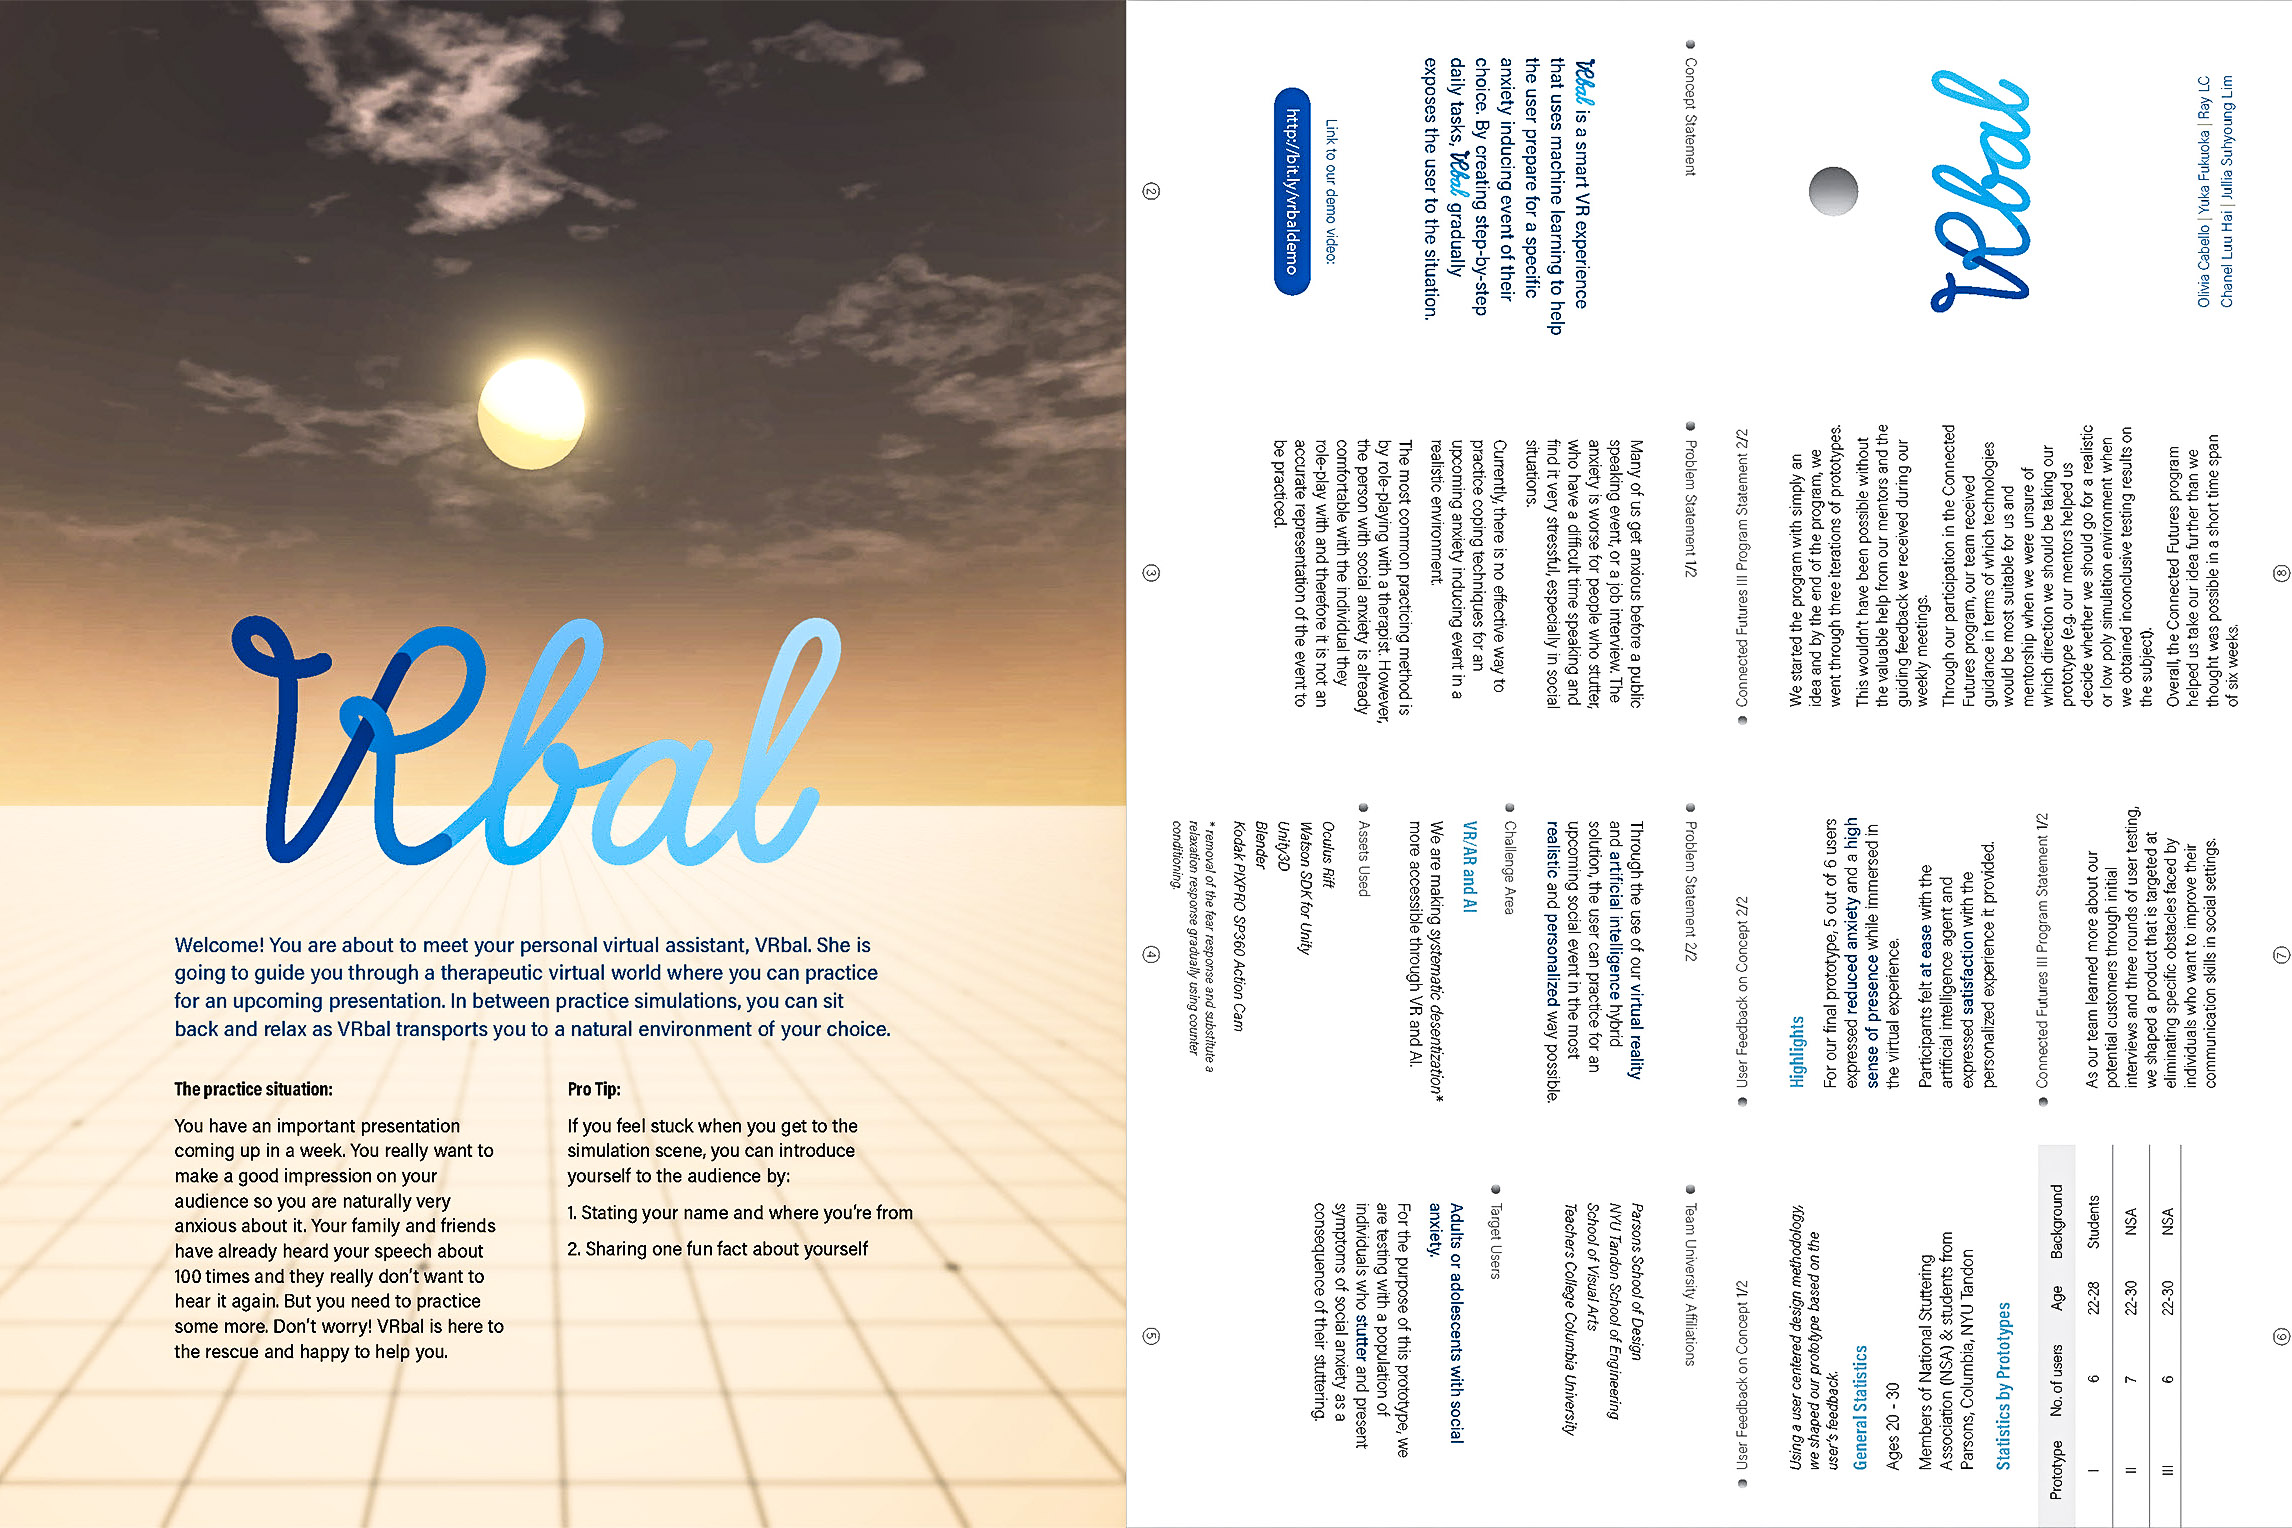 VRbal
Welcome! You are about to meet your personal virtual assistant, VRbal. She is
going to guide you through a therapeutic virtual world where you can practice
for an upcoming presentation. In between practice simulations, you can sit
back and relax as VRbal transports you to a natural environment of your choice.
The practice situation:
You have an important presentation
coming up in a week. You really want to
make a good impression on your
audience so you are naturally very
anxious about it. Your family and friends
have already heard your speech about
100 times and they really don't want to
hear it again. But you need to practice
some more. Don't worry! VRbal is here to
the rescue and happy to help you.
Pro Tip:
If you feel stuck when you get to the
simulation scene, you can introduce
yourself to the audience by:
1. Stating your name and where you're from
2. Sharing one fun fact about yourself
VRbal
Olivia Cabello | Yuka Fukuoka | Ray LC
Chanel Luu Hai | Jullia Suhyoung Lim
Concept Statement
VRbal is a smart VR experience
that uses machine learning to help
the user prepare for a specific
anxiety inducing event of their
choice. By creating step-by-step
daily tasks, VRbal gradually
exposes the user to the situation.
Link to our demo video:
http://bit.ly/vrbaldemo
2
Problem Statement 1/2
Many of us get anxious before a public
speaking event, or a job interview. The
anxiety is worse for people who stutter,
who have a difficult time speaking and
find it very stressful, especially in social
situations.
Currently, there is no effective way to
practice coping techniques for an
upcoming anxiety inducing event in a
realistic environment.
The most common practicing method is
by role-playing with a therapist. However,
the person with social anxiety is already
comfortable with the individual they
role-play with and therefore it is not an
accurate representation of the event to
be practiced.
3
Problem Statement 2/2
Through the use of our virtual reality
and artificial intelligence hybrid
solution, the user can practice for an
upcoming social event in the most
realistic and personalized way possible.
Challenge Area
VR/AR and AI
We are making systematic desentization*
more accessible through VR and AI.
Assets Used
Oculus Rift
Watson SDK for Unity
Unity3D
Blender
Kodak PIXPRO SP360 Action Cam
* removal of the fear response and substitute a
relaxation response gradually using counter
conditioning.
4
Team University Affiliations
Parsons School of Design
NYU Tandon School of Engineering
School of Visual Arts
Teachers College Columbia University
Target Users
Adults or adolescents with social
anxiety.
For the purpose of this prototype, we
are testing with a population of
individuals who stutter and present
symptoms of social anxiety as a
consequence of their stuttering.
5
User Feedback on Concept 1/2
Using a user centered design methodology,
we shaped our prototype based on the
user's feedback.
General Statistics
Ages 20 - 30
Members of National Stuttering
Association (NSA) & students from
Parsons, Columbia, NYU Tandon
Statistics by Prototypes
Prototype No. of users Age Background
I 6 22-28 Students
II 7 22-30 NSA
III 6 22-30 NSA
6
User Feedback on Concept 2/2
Highlights
For our final prototype, 5 out of 6 users
expressed reduced anxiety and a high
sense of presence while immersed in
the virtual experience.
Participants felt at ease with the
artificial intelligence agent and
expressed satisfaction with the
personalized experience it provided.
Connected Futures III Program Statement 1/2
As our team learned more about our
potential customers through initial
interviews and three rounds of user testing,
we shaped a product that is targeted at
eliminating specific obstacles faced by
individuals who want to improve their
communication skills in social settings.
7
Connected Futures III Program Statement 2/2
We started the program with simply an
idea and by the end of the program, we
went through three iterations of prototypes.
This wouldn't have been possible without
the valuable help from our mentors and the
guiding feedback we received during our
weekly meetings.
Through our participation in the Connected
Futures program, our team received
guidance in terms of which technologies
would be most suitable for us and
mentorship when we were unsure of
which direction we should be taking our
prototype (e.g. our mentors helped us
decide whether we should go for a realistic
or low poly simulation environment when
we obtained inconclusive testing results on
the subject).
Overall, the Connected Futures program
helped us take our idea further than we
thought was possible in a short time span
of six weeks.
8